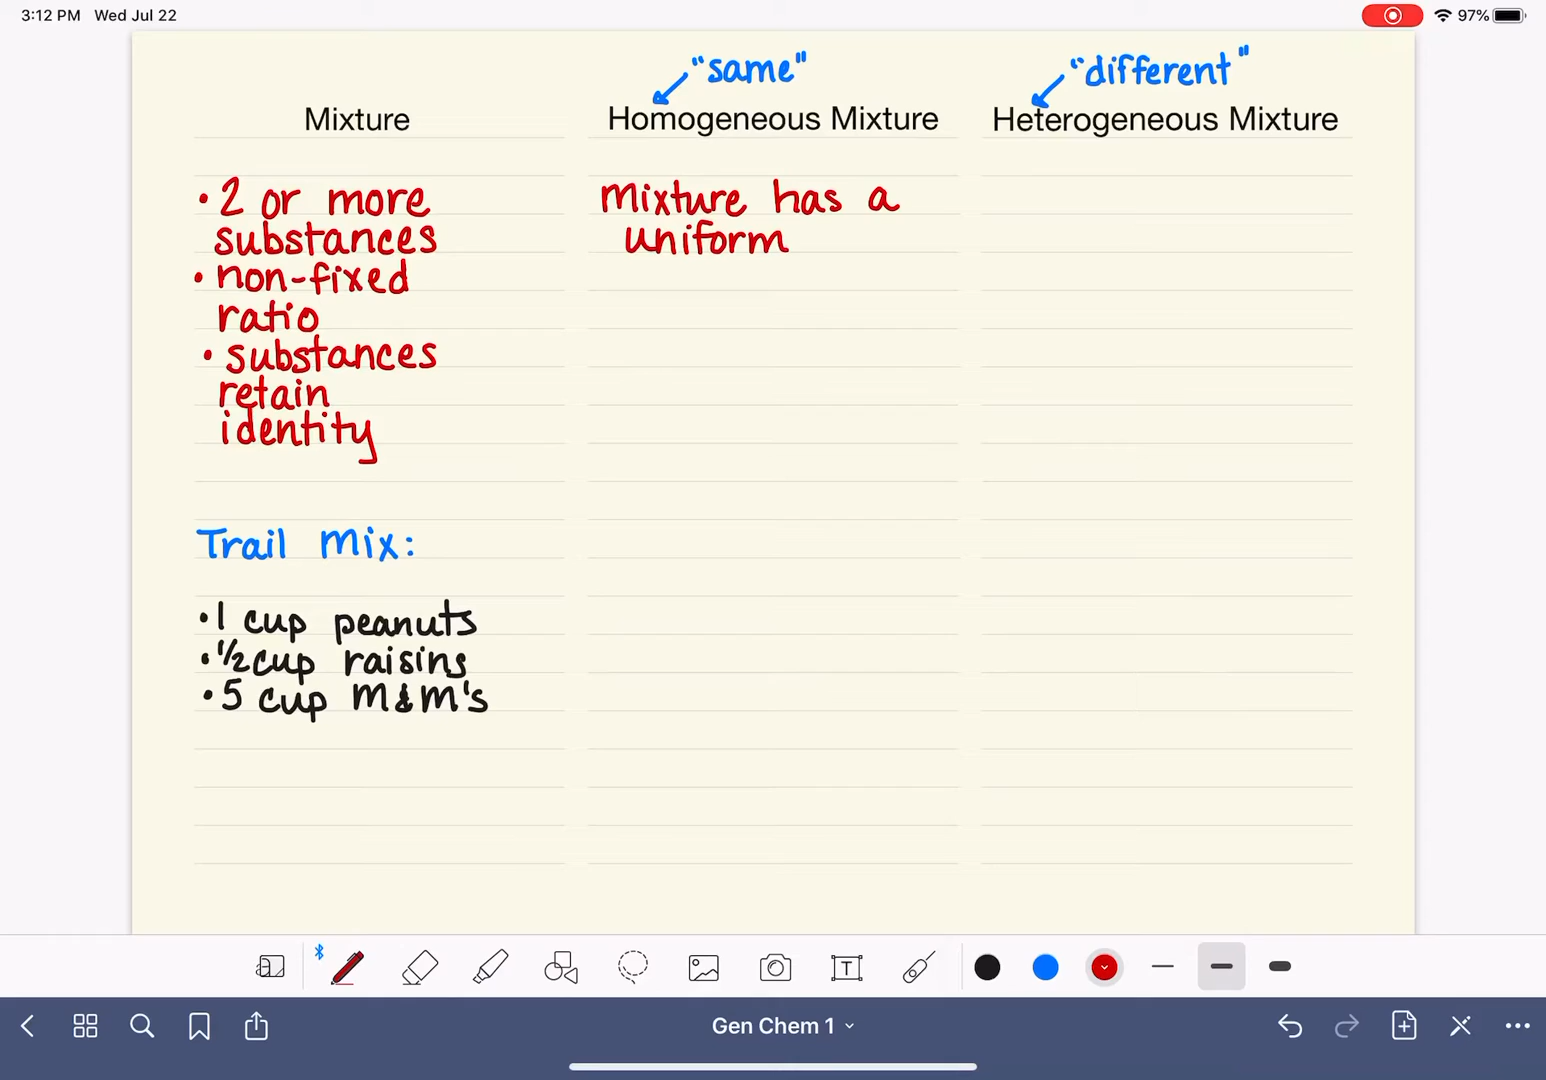 3:12 PM Wed Jul 22
97%
"same"
"different"
Mixture
Homogeneous Mixture
Heterogeneous Mixture
• 2 or more
substances
• non-fixed
ratio
• substances
retain
identity
Mixture has a
uniform
Trail Mix:
• 1 cup peanuts
• 1/2 cup raisins
• 5 cup M&M's
T
Gen Chem 1